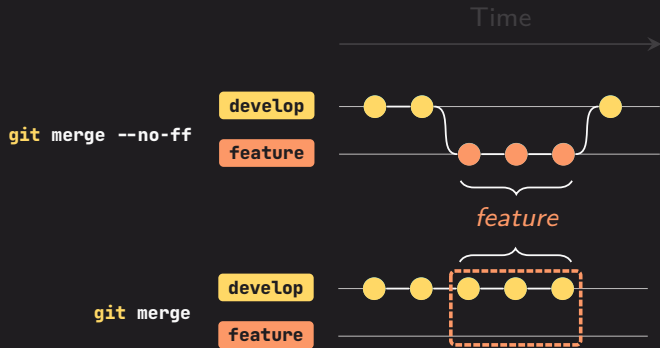 Time
develop
git merge --no-ff
feature
feature
develop
git merge
feature